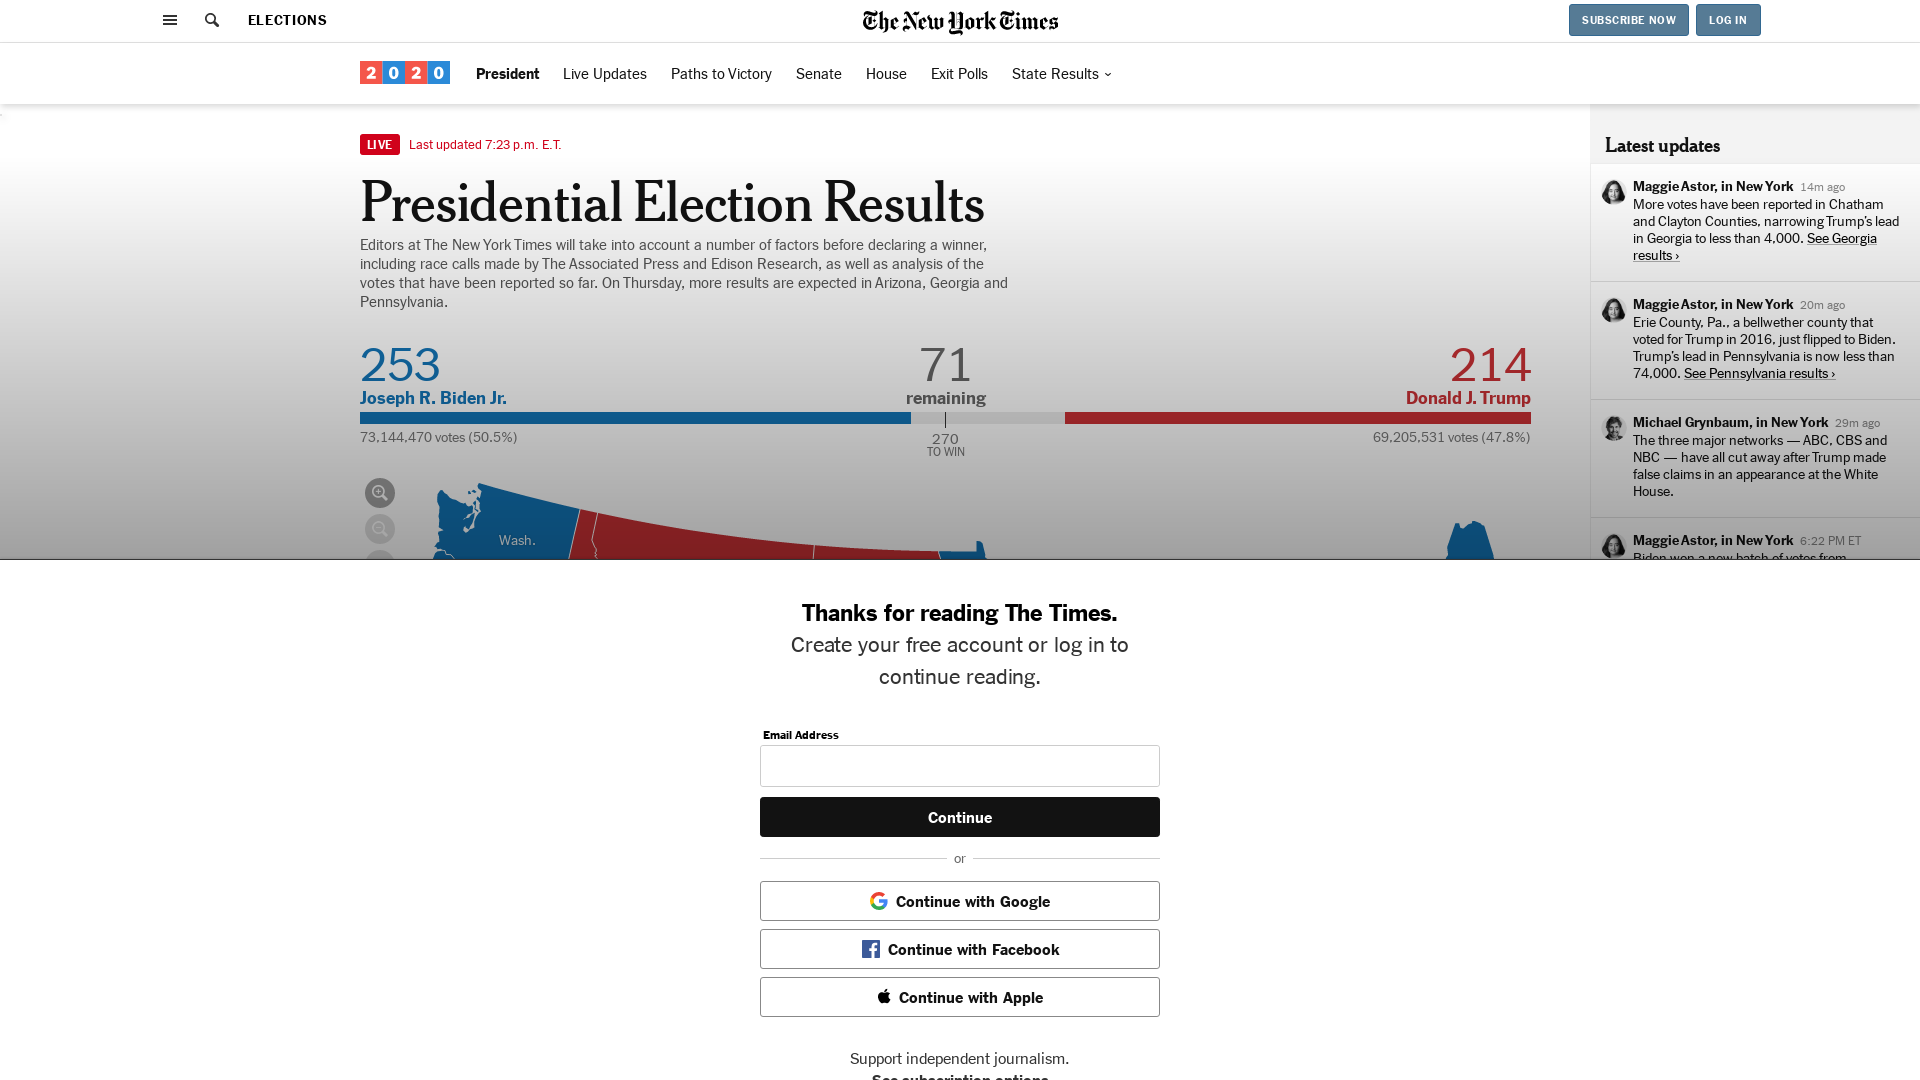 ELECTIONS
The New York Times
SUBSCRIBE NOW
LOG IN
2020
President
Live Updates
Paths to Victory
Senate
House
Exit Polls
State Results
LIVE
Last updated 7:23 p.m. E.T.
Presidential Election Results
Editors at The New York Times will take into account a number of factors before declaring a winner,
including race calls made by The Associated Press and Edison Research, as well as analysis of the
votes that have been reported so far. On Thursday, more results are expected in Arizona, Georgia and
Pennsylvania.
253
71
214
Joseph R. Biden Jr.
remaining
Donald J. Trump
73,144,470 votes (50.5%)
270
TO WIN
69,205,531 votes (47.8%)
Wash.
Latest updates
Maggie Astor, in New York 14m ago
More votes have been reported in Chatham
and Clayton Counties, narrowing Trump's lead
in Georgia to less than 4,000. See Georgia
results ›
Maggie Astor, in New York 20m ago
Erie County, Pa., a bellwether county that
voted for Trump in 2016, just flipped to Biden.
Trump's lead in Pennsylvania is now less than
74,000. See Pennsylvania results ›
Michael Grynbaum, in New York 29m ago
The three major networks — ABC, CBS and
NBC — have all cut away after Trump made
false claims in an appearance at the White
House.
Maggie Astor, in New York 6:22 PM ET
Biden won a new batch of votes from
Thanks for reading The Times.
Create your free account or log in to
continue reading.
Email Address
Continue
or
Continue with Google
Continue with Facebook
Continue with Apple
Support independent journalism.
See subscription options